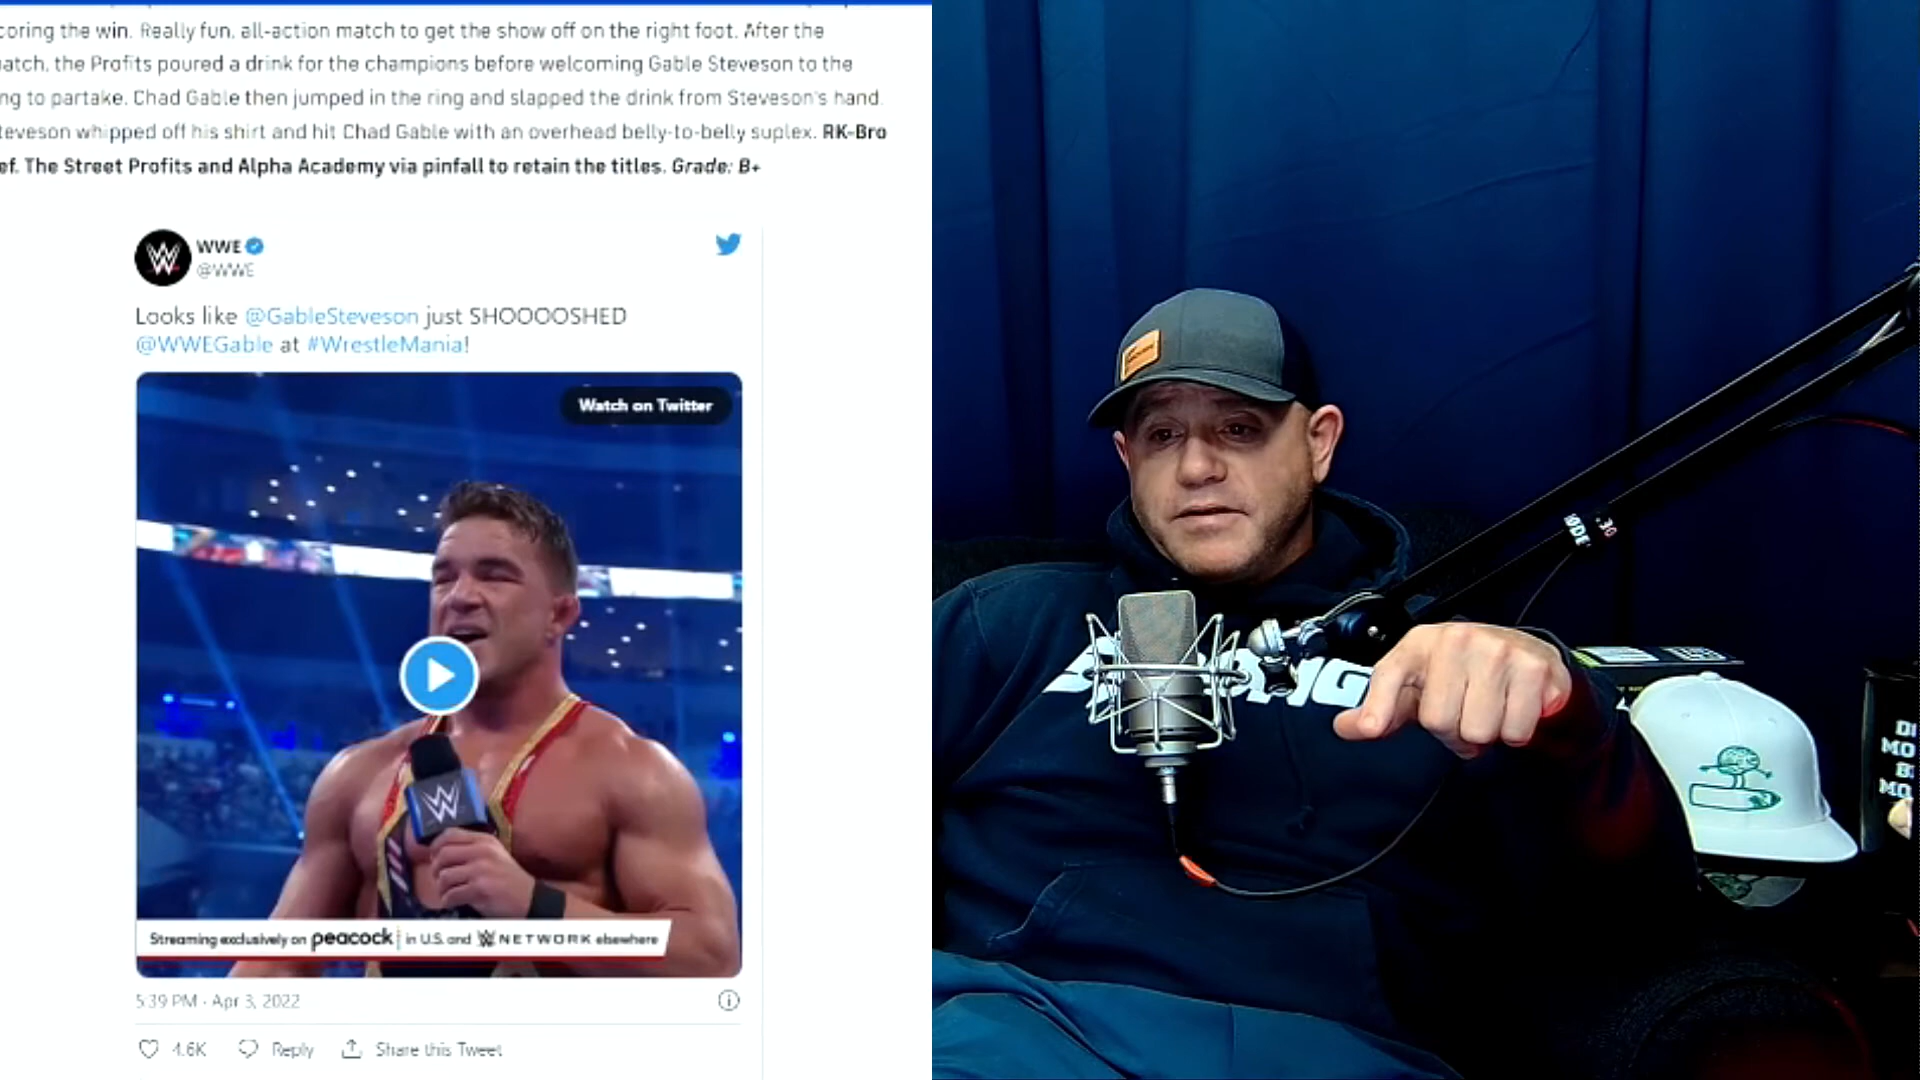 coring the win. Really fun, all-action match to get the show off on the right foot. After the
atch, the Profits poured a drink for the champions before welcoming Gable Steveson to the
ng to partake. Chad Gable then jumped in the ring and slapped the drink from Steveson's hand.
teveson whipped off his shirt and hit Chad Gable with an overhead belly-to-belly suplex. RK-Bro
ef. The Street Profits and Alpha Academy via pinfall to retain the titles. Grade: B+
WWE
@WWE
Looks like @GableSteveson just SHOOOOSHED
@WWEGable at #WrestleMania!
Watch on Twitter
W
Streaming exclusively on peacock in U.S. and W NETWORK elsewhere
5:39 PM · Apr 3, 2022
4.6K Reply Share this Tweet
RODE
DI
MO
B
MO